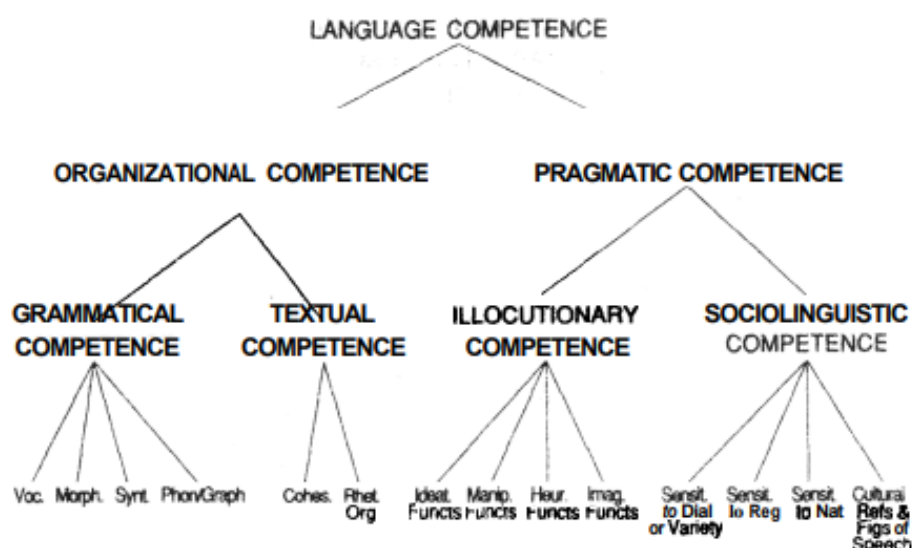 LANGUAGE COMPETENCE
ORGANIZATIONAL COMPETENCE PRAGMATIC COMPETENCE
GRAMMATICAL COMPETENCE
TEXTUAL COMPETENCE
ILLOCUTIONARY COMPETENCE
SOCIOLINGUISTIC COMPETENCE
Voc. Morph. Synt. Phon/Graph
Cohes.
Rhet.
Org
Ideat.
Functs
Manip.
Functs
Heur.
Functs
Imag.
Functs
Sensit.
to Dial
or Variety
Sensit.
to Reg
Sensit.
to Nat
Cultural
Refs &
Figs of
Speech